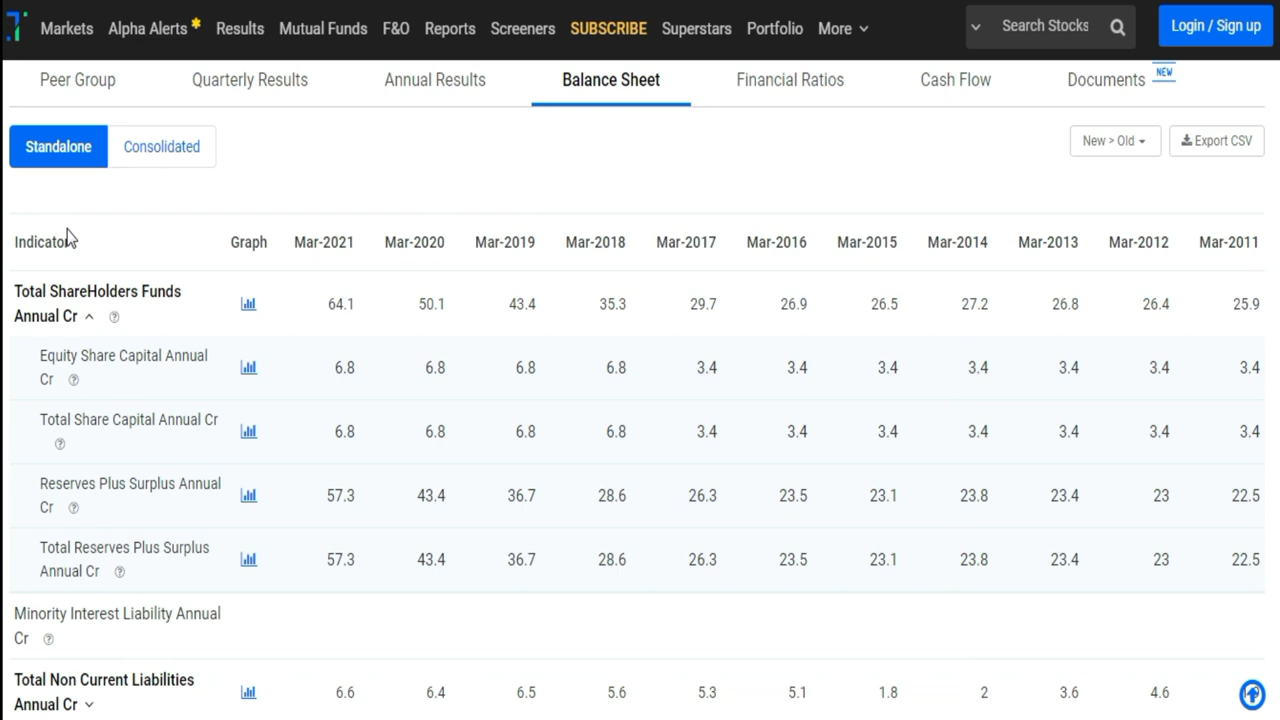 Markets Alpha Alerts Results Mutual Funds F&O Reports Screeners SUBSCRIBE Superstars Portfolio More Search Stocks Login / Sign up
Peer Group Quarterly Results Annual Results Balance Sheet Financial Ratios Cash Flow Documents NEW
Standalone Consolidated New > Old Export CSV
Indicator Graph Mar-2021 Mar-2020 Mar-2019 Mar-2018 Mar-2017 Mar-2016 Mar-2015 Mar-2014 Mar-2013 Mar-2012 Mar-2011
Total ShareHolders Funds
Annual Cr 64.1 50.1 43.4 35.3 29.7 26.9 26.5 27.2 26.8 26.4 25.9
Equity Share Capital Annual
Cr 6.8 6.8 6.8 6.8 3.4 3.4 3.4 3.4 3.4 3.4 3.4
Total Share Capital Annual Cr 6.8 6.8 6.8 6.8 3.4 3.4 3.4 3.4 3.4 3.4 3.4
Reserves Plus Surplus Annual
Cr 57.3 43.4 36.7 28.6 26.3 23.5 23.1 23.8 23.4 23 22.5
Total Reserves Plus Surplus
Annual Cr 57.3 43.4 36.7 28.6 26.3 23.5 23.1 23.8 23.4 23 22.5
Minority Interest Liability Annual
Cr
Total Non Current Liabilities
Annual Cr 6.6 6.4 6.5 5.6 5.3 5.1 1.8 2 3.6 4.6